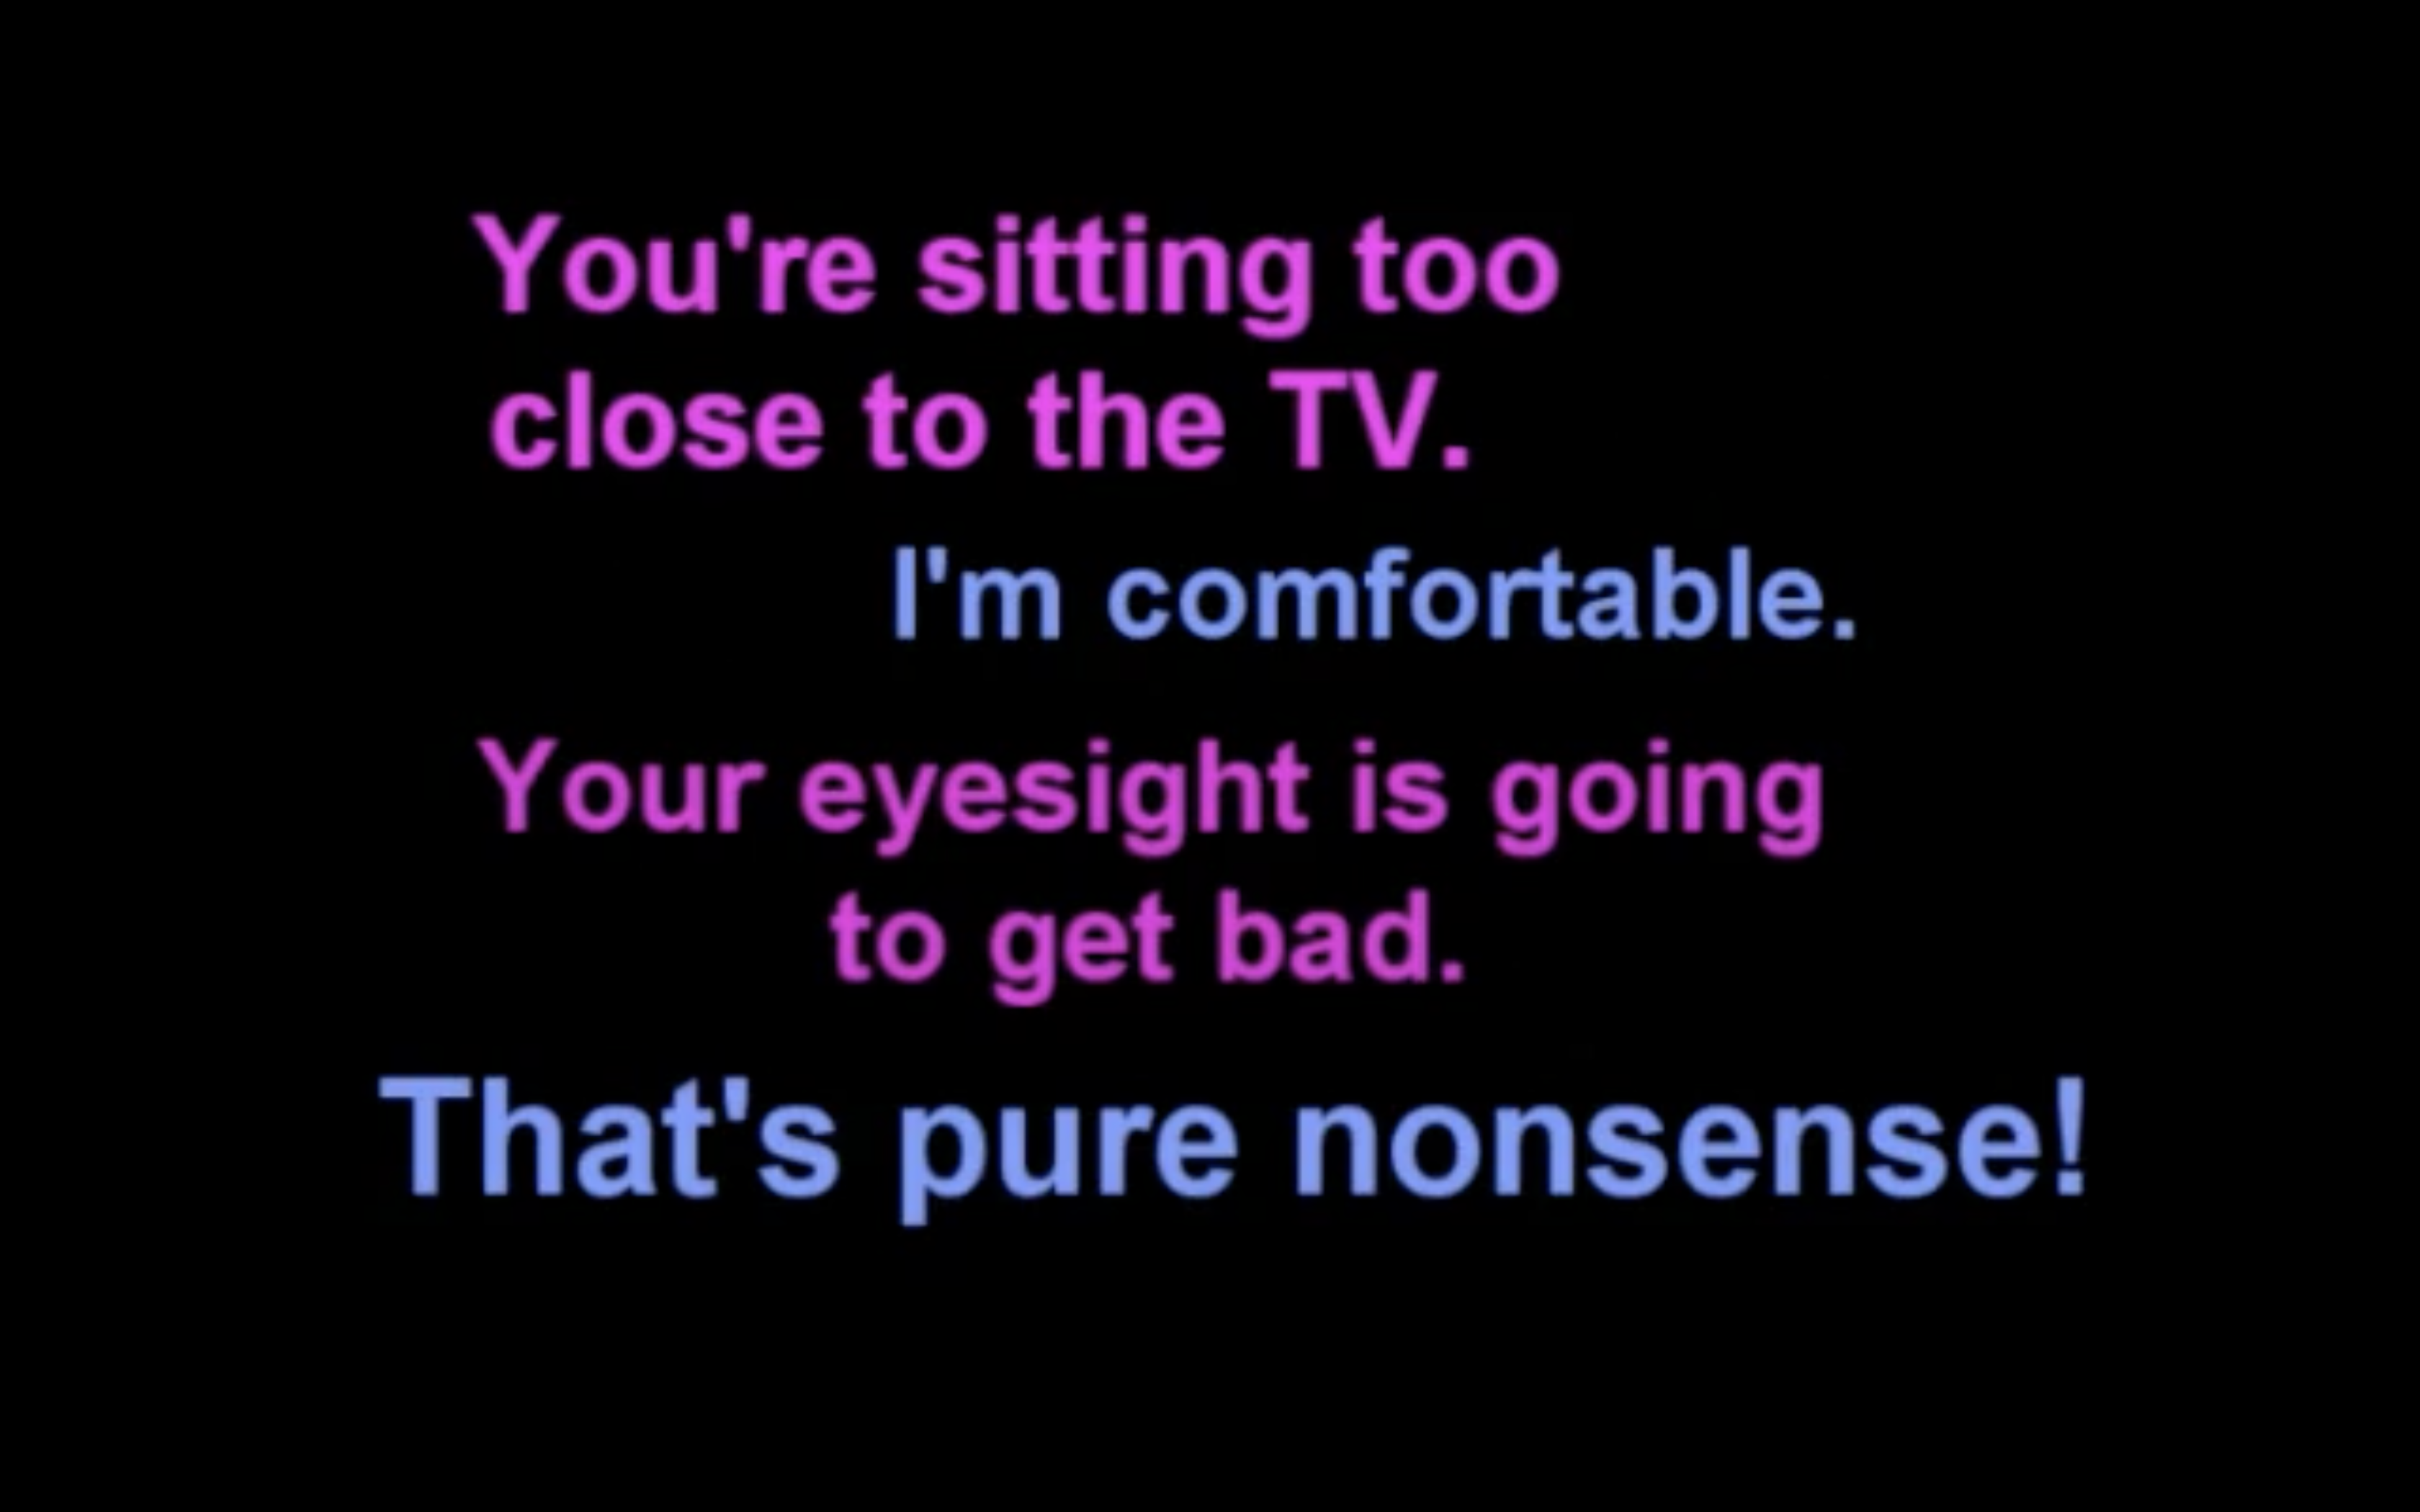 You're sitting too
close to the TV.
I'm comfortable.
Your eyesight is going
to get bad.
That's pure nonsense!